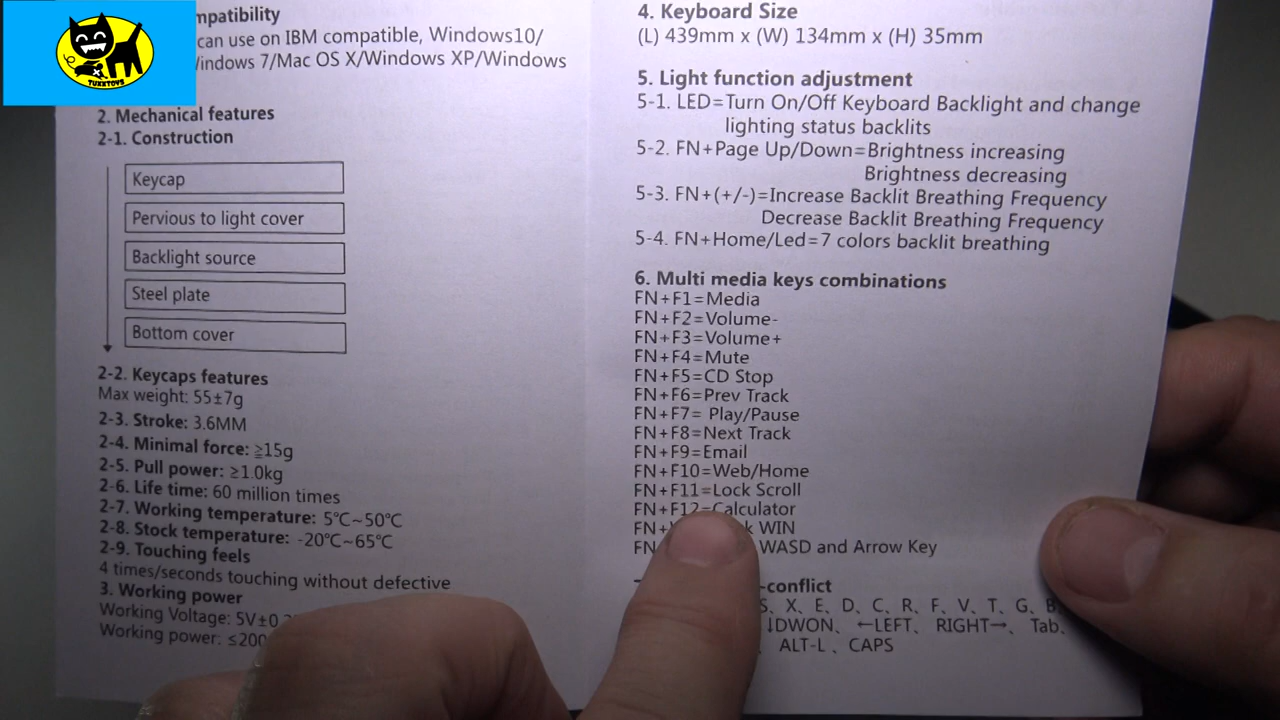 TUKKTOYS
mpatibility
can use on IBM compatible, Windows10/
indows 7/Mac OS X/Windows XP/Windows
2. Mechanical features
2-1. Construction
Keycap
Pervious to light cover
Backlight source
Steel plate
Bottom cover
2-2. Keycaps features
Max weight: 55±7g
2-3. Stroke: 3.6MM
2-4. Minimal force: ≧15g
2-5. Pull power: ≥1.0kg
2-6. Life time: 60 million times
2-7. Working temperature: 5℃~50℃
2-8. Stock temperature: -20℃~65℃
2-9. Touching feels
4 times/seconds touching without defective
3. Working power
Working Voltage: 5V±0
Working power: ≤200
4. Keyboard Size
(L) 439mm x (W) 134mm x (H) 35mm
5. Light function adjustment
5-1. LED=Turn On/Off Keyboard Backlight and change
lighting status backlits
5-2. FN+Page Up/Down=Brightness increasing
Brightness decreasing
5-3. FN+(+/-)=Increase Backlit Breathing Frequency
Decrease Backlit Breathing Frequency
5-4. FN+Home/Led=7 colors backlit breathing
6. Multi media keys combinations
FN+F1=Media
FN+F2=Volume-
FN+F3=Volume+
FN+F4=Mute
FN+F5=CD Stop
FN+F6=Prev Track
FN+F7= Play/Pause
FN+F8=Next Track
FN+F9=Email
FN+F10=Web/Home
FN+F11=Lock Scroll
FN+F12=Calculator
FN+ WIN
FN WASD and Arrow Key
-conflict
S、X、E、D、C、R、F、V、T、G、B
↓DWON、 ←LEFT、 RIGHT→、 Tab、
ALT-L、CAPS